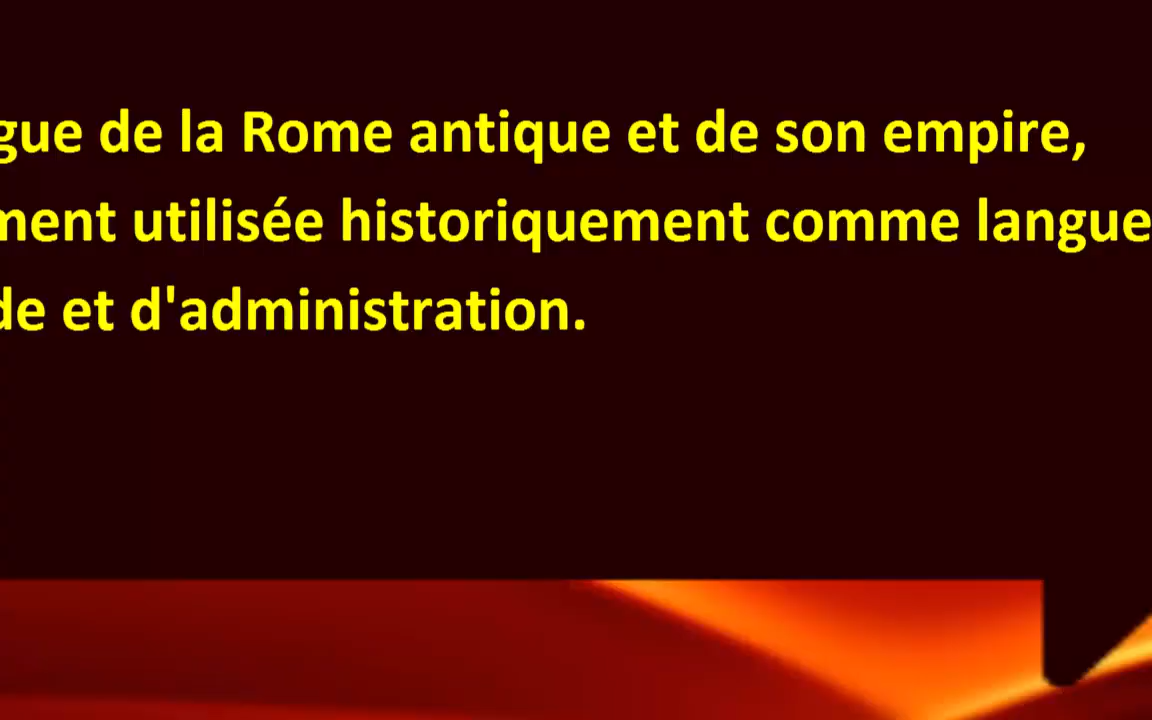 gue de la Rome antique et de son empire,
ment utilisée historiquement comme langue
de et d'administration.